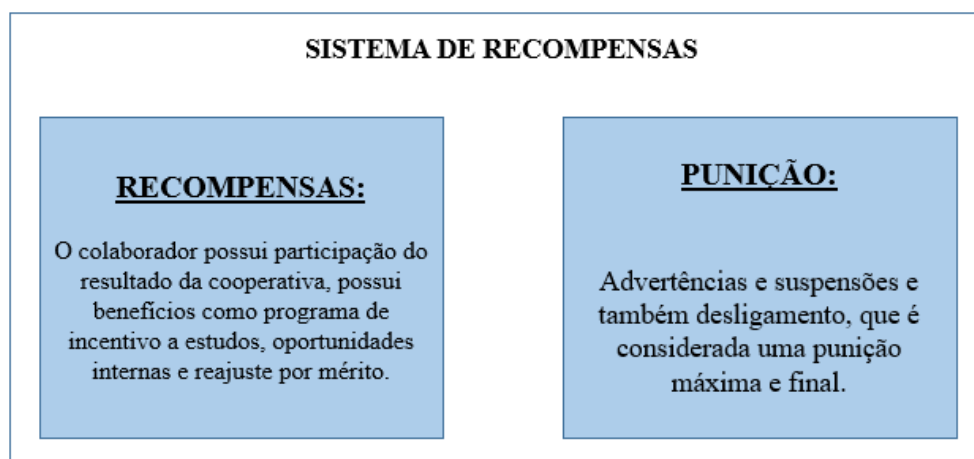 SISTEMA DE RECOMPENSAS
RECOMPENSAS:
O colaborador possui participação do
resultado da cooperativa, possui
benefícios como programa de
incentivo a estudos, oportunidades
internas e reajuste por mérito.
PUNIÇÃO:
Advertências e suspensões e
também desligamento, que é
considerada uma punição
máxima e final.